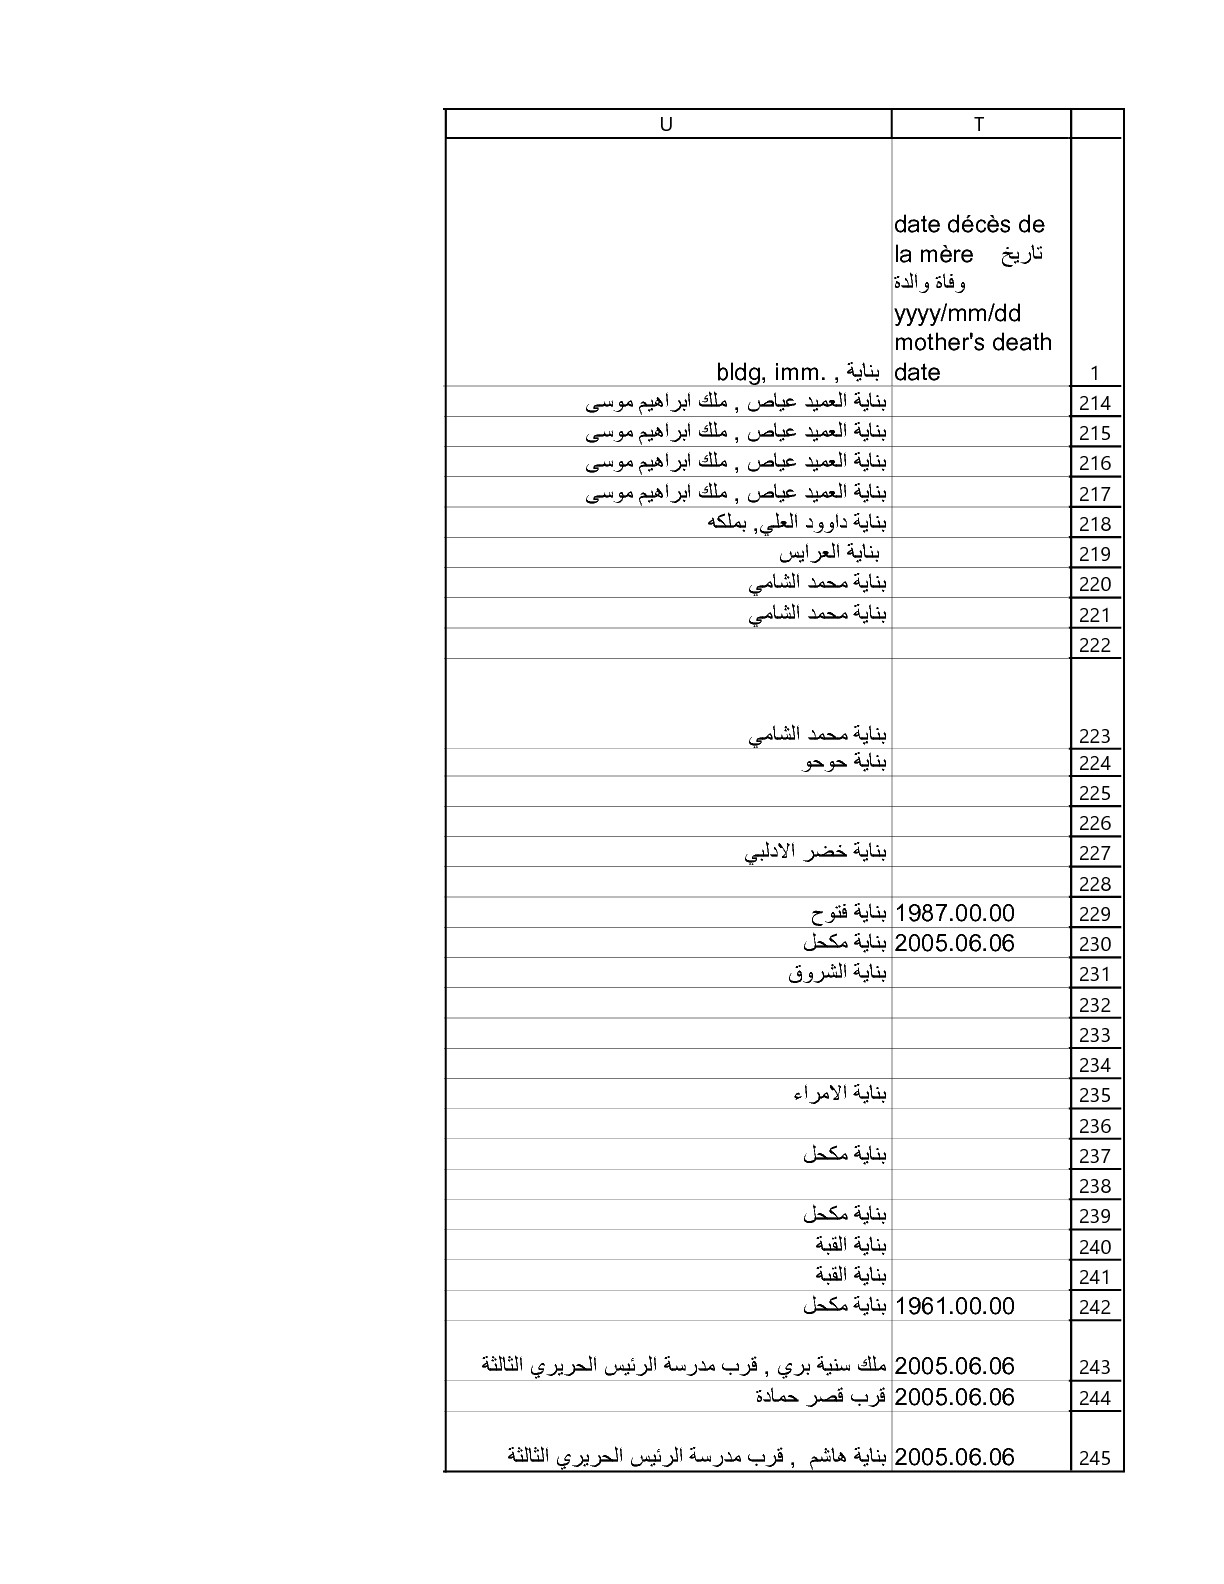 U T
date décès de
la mère تاريخ
وفاة والدة
yyyy/mm/dd
mother's death
bldg, imm. , بناية date 1
بناية العميد عياص , ملك ابراهيم موسى 214
بناية العميد عياص , ملك ابراهيم موسى 215
بناية العميد عياص , ملك ابراهيم موسى 216
بناية العميد عياص , ملك ابراهيم موسى 217
بناية داوود العلي, بملكه 218
بناية العرايس 219
بناية محمد الشامي 220
بناية محمد الشامي 221
222
بناية محمد الشامي 223
بناية حوحو 224
225
226
بناية خضر الادلبي 227
228
بناية فتوح 1987.00.00 229
بناية مكحل 2005.06.06 230
بناية الشروق 231
232
233
234
بناية الامراء 235
236
بناية مكحل 237
238
بناية مكحل 239
بناية القبة 240
بناية القبة 241
بناية مكحل 1961.00.00 242
ملك سنية بري , قرب مدرسة الرئيس الحريري الثالثة 2005.06.06 243
قرب قصر حمادة 2005.06.06 244
بناية هاشم , قرب مدرسة الرئيس الحريري الثالثة 2005.06.06 245